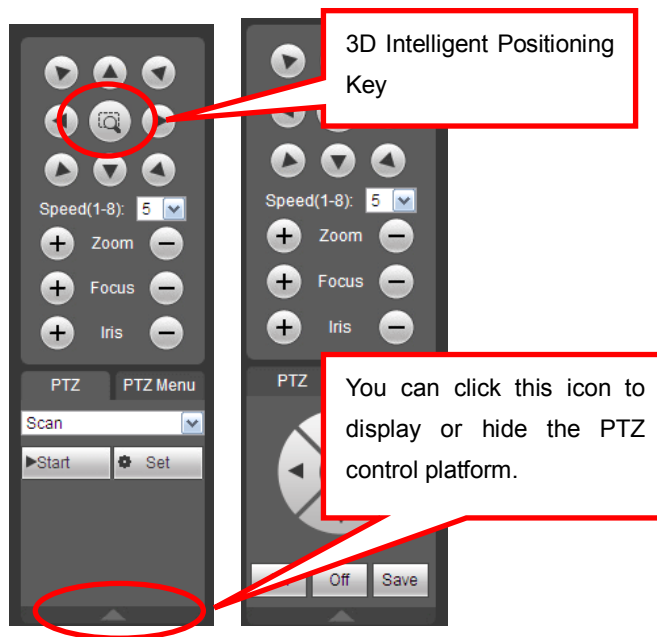 3D Intelligent Positioning
Key
Speed(1-8): 5
Zoom
Focus
Iris
PTZ PTZ Menu
Scan
Start Set
Speed(1-8): 5
Zoom
Focus
Iris
PTZ
You can click this icon to
display or hide the PTZ
control platform.
Off Save